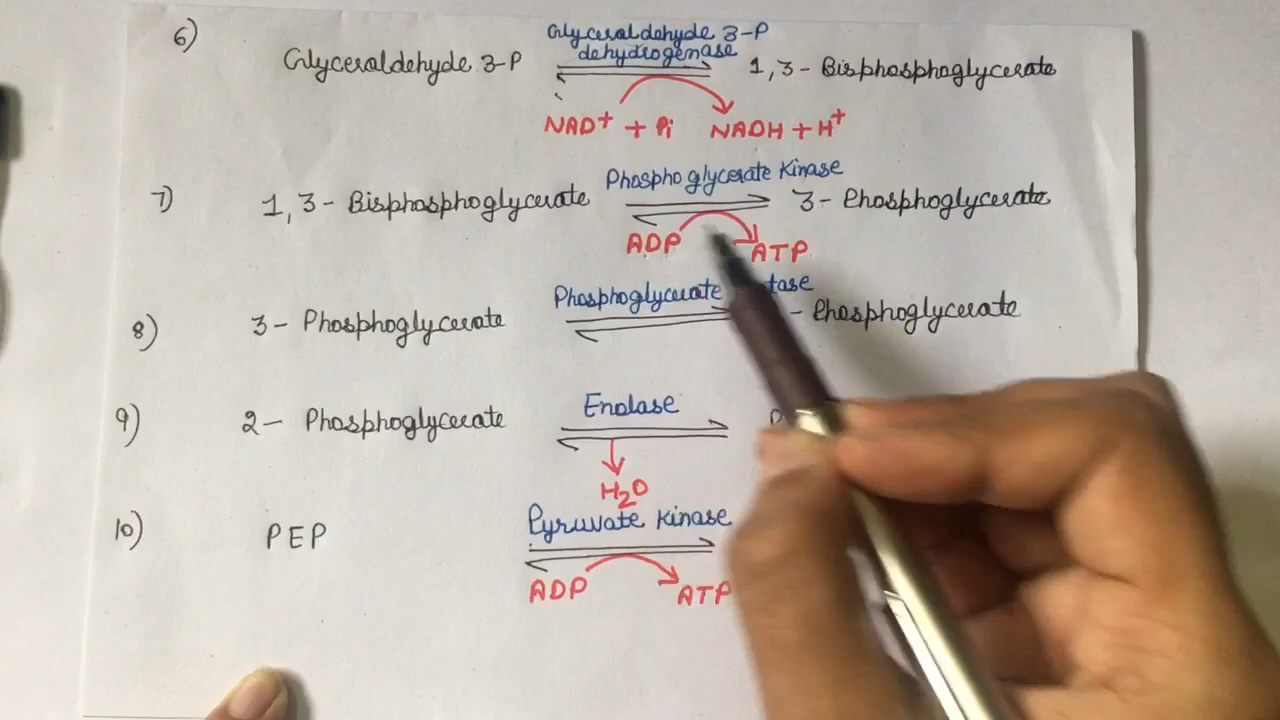 6)
Glyceraldehyde 3-P
Glyceraldehyde 3-P
dehydrogenase
1,3- Bisphosphoglycerate
NAD+ + Pi NADH + H+
7)
1,3- Bisphosphoglycerate
Phosphoglycerate Kinase
3- Phosphoglycerate
ADP ATP
8)
3- Phosphoglycerate
Phosphoglycerate
- Phosphoglycerate
9)
2- Phosphoglycerate
Enolase
P
H2O
10)
PEP
Pyruvate Kinase
ADP ATP